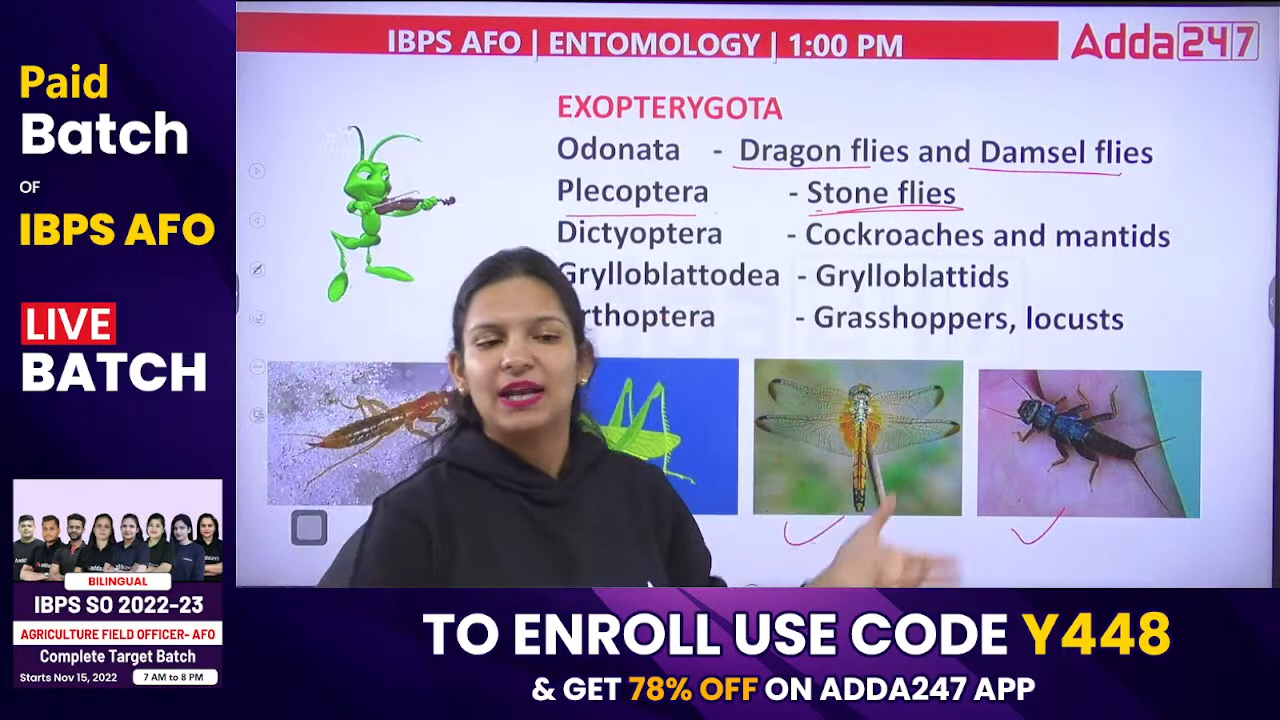 Paid
Batch
OF
IBPS AFO
LIVE
BATCH
BILINGUAL
IBPS SO 2022-23
AGRICULTURE FIELD OFFICER- AFO
Complete Target Batch
Starts Nov 15, 2022 7 AM to 8 PM
IBPS AFO | ENTOMOLOGY | 1:00 PM
Adda247
EXOPTERYGOTA
Odonata - Dragon flies and Damsel flies
Plecoptera - Stone flies
Dictyoptera - Cockroaches and mantids
Grylloblattodea - Grylloblattids
rthoptera - Grasshoppers, locusts
TO ENROLL USE CODE Y448
& GET 78% OFF ON ADDA247 APP